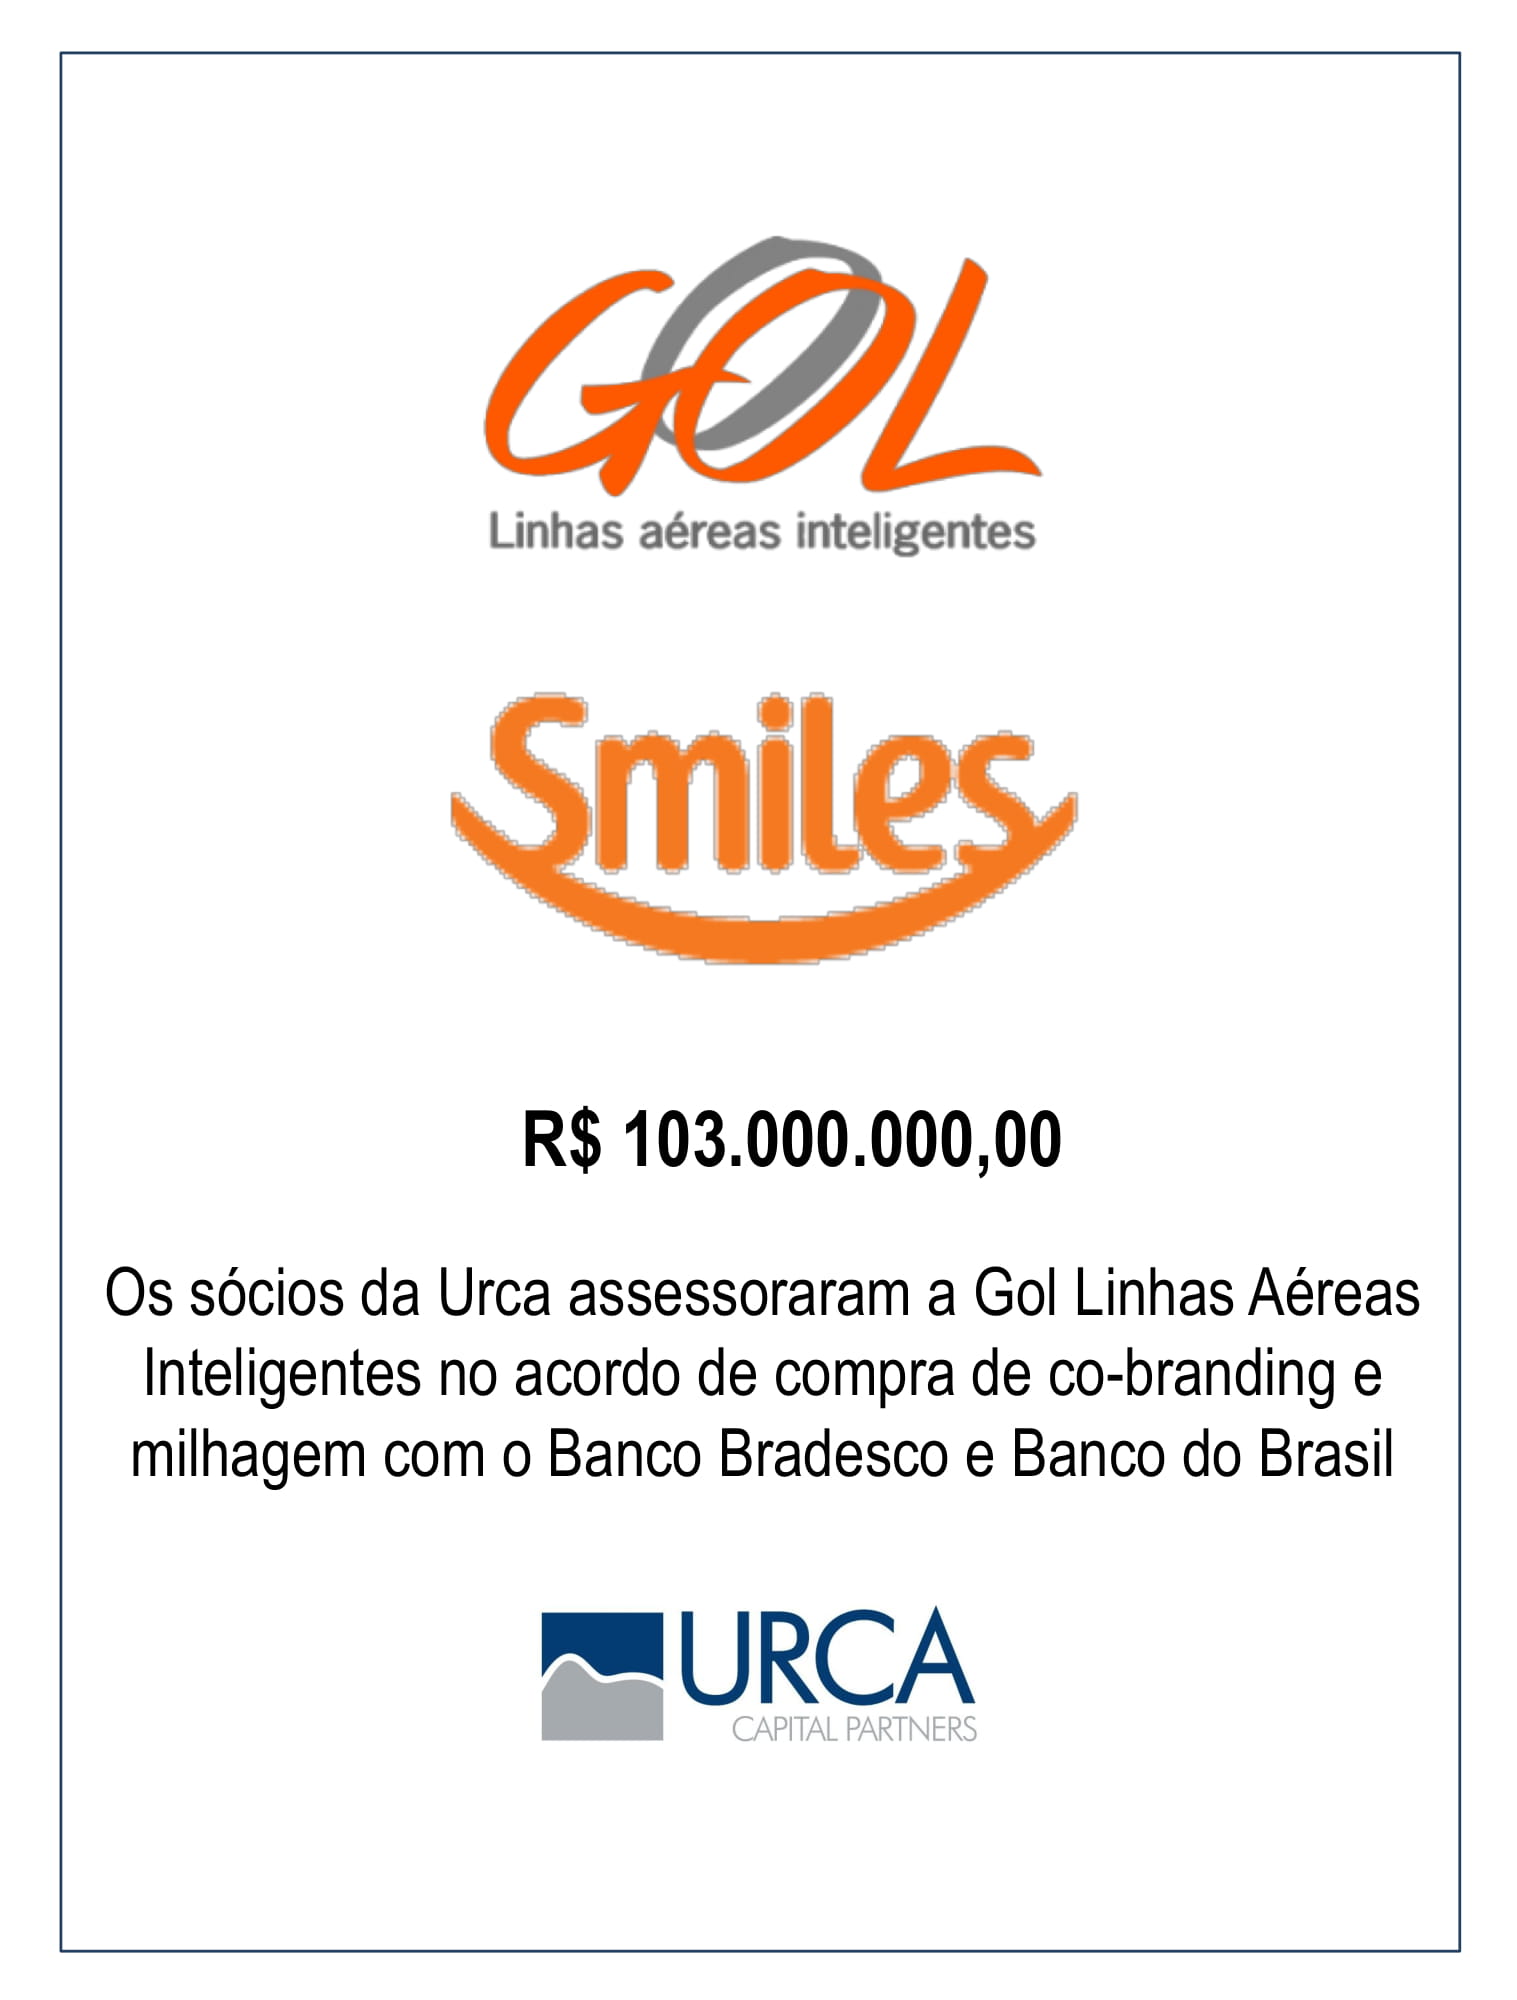 GOL
Linhas aéreas inteligentes
Smiles
R$ 103.000.000,00
Os sócios da Urca assessoraram a Gol Linhas Aéreas
Inteligentes no acordo de compra de co-branding e
milhagem com o Banco Bradesco e Banco do Brasil
URCA
CAPITAL PARTNERS